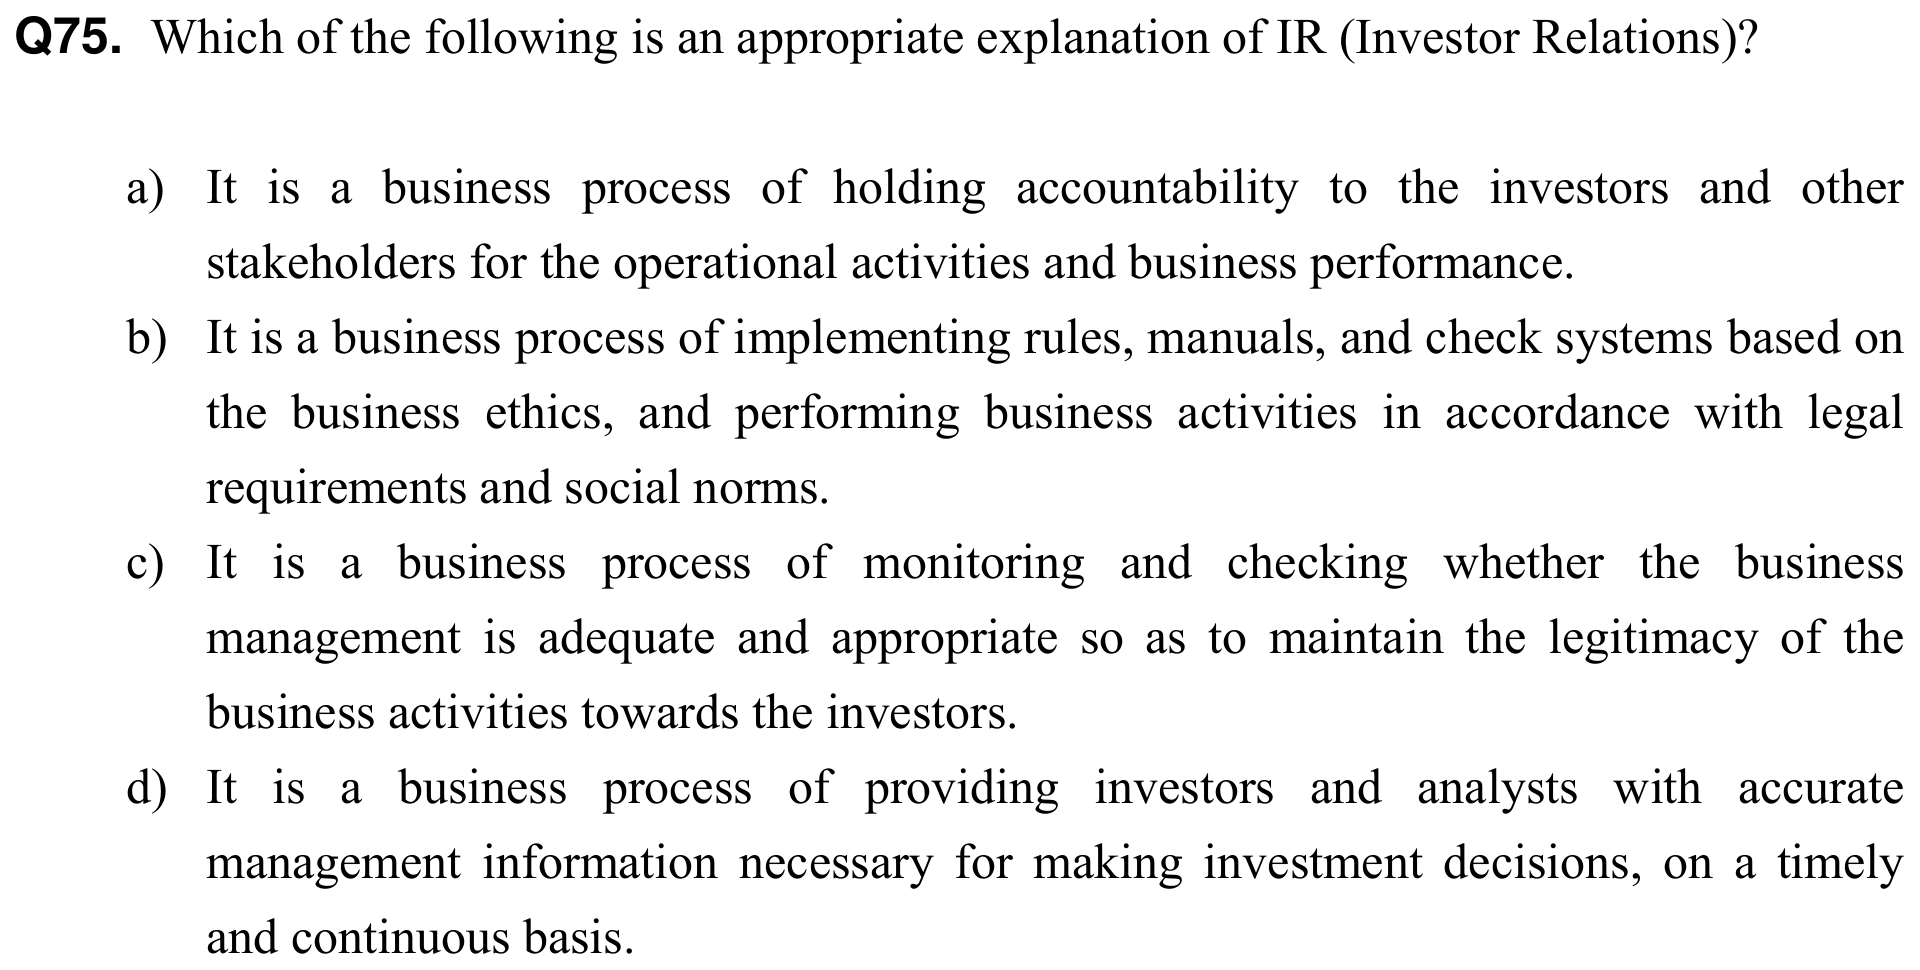 Q75. Which of the following is an appropriate explanation of IR (Investor Relations)?
a) It is a business process of holding accountability to the investors and other
stakeholders for the operational activities and business performance.
b) It is a business process of implementing rules, manuals, and check systems based on
the business ethics, and performing business activities in accordance with legal
requirements and social norms.
c) It is a business process of monitoring and checking whether the business
management is adequate and appropriate so as to maintain the legitimacy of the
business activities towards the investors.
d) It is a business process of providing investors and analysts with accurate
management information necessary for making investment decisions, on a timely
and continuous basis.